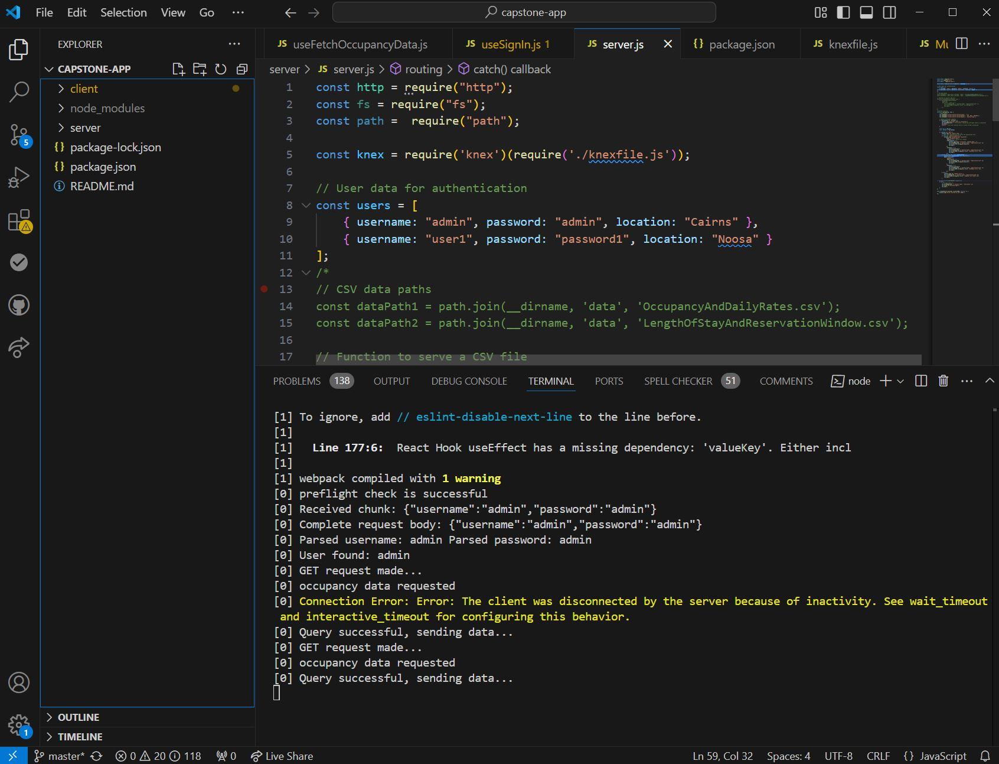 File Edit Selection View Go ··· capstone-app
EXPLORER
CAPSTONE-APP
client
node_modules
server
package-lock.json
package.json
README.md
OUTLINE
TIMELINE
5
1
JS useFetchOccupancyData.js JS useSignIn.js 1 JS server.js {} package.json JS knexfile.js JS
server > JS server.js > routing > catch() callback
1 const http = require("http");
2 const fs = require("fs");
3 const path =  require("path");
4
5 const knex = require('knex')(require('./knexfile.js'));
6
7 // User data for authentication
8 const users = [
9 { username: "admin", password: "admin", location: "Cairns" },
10 { username: "user1", password: "password1", location: "Noosa" }
11 ];
12 /*
13 // CSV data paths
14 const dataPath1 = path.join(__dirname, 'data', 'OccupancyAndDailyRates.csv');
15 const dataPath2 = path.join(__dirname, 'data', 'LengthOfStayAndReservationWindow.csv');
16
17 // Function to serve a CSV file
PROBLEMS 138 OUTPUT DEBUG CONSOLE TERMINAL PORTS SPELL CHECKER 51 COMMENTS node
[1] To ignore, add // eslint-disable-next-line to the line before.
[1]
[1]   Line 177:6:  React Hook useEffect has a missing dependency: 'valueKey'. Either incl
[1]
[1] webpack compiled with 1 warning
[0] preflight check is successful
[0] Received chunk: {"username":"admin","password":"admin"}
[0] Complete request body: {"username":"admin","password":"admin"}
[0] Parsed username: admin Parsed password: admin
[0] User found: admin
[0] GET request made...
[0] occupancy data requested
[0] Connection Error: Error: The client was disconnected by the server because of inactivity. See wait_timeout
and interactive_timeout for configuring this behavior.
[0] Query successful, sending data...
[0] GET request made...
[0] occupancy data requested
[0] Query successful, sending data...
master* 0 20 118 0 Live Share Ln 59, Col 32 Spaces: 4 UTF-8 CRLF {} JavaScript